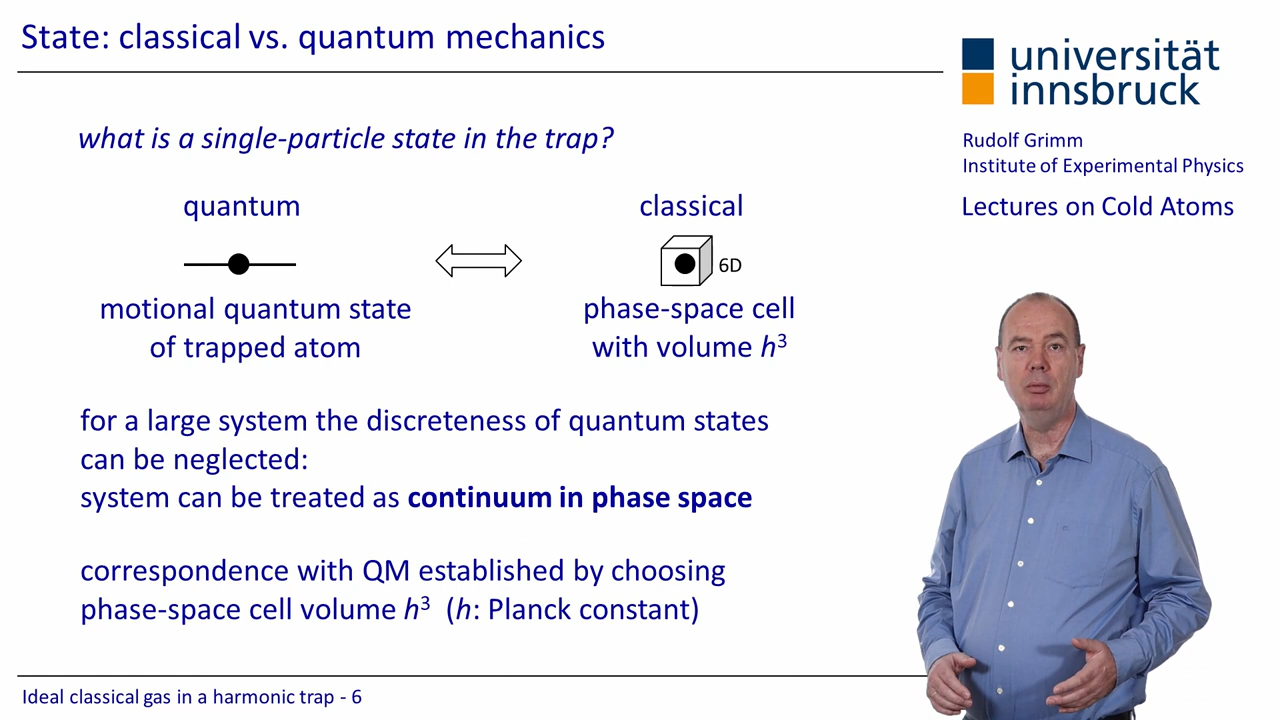 State: classical vs. quantum mechanics
universität
innsbruck
Rudolf Grimm
Institute of Experimental Physics
Lectures on Cold Atoms
what is a single-particle state in the trap?
quantum
classical
6D
motional quantum state
of trapped atom
phase-space cell
with volume h³
for a large system the discreteness of quantum states
can be neglected:
system can be treated as continuum in phase space
correspondence with QM established by choosing
phase-space cell volume h³ (h: Planck constant)
Ideal classical gas in a harmonic trap - 6